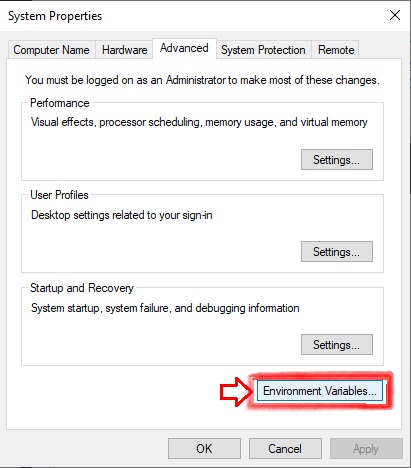 System Properties
Computer Name
Hardware
Advanced
System Protection
Remote
You must be logged on as an Administrator to make most of these changes.
Performance
Visual effects, processor scheduling, memory usage, and virtual memory
Settings...
User Profiles
Desktop settings related to your sign-in
Settings...
Startup and Recovery
System startup, system failure, and debugging information
Settings...
Environment Variables...
OK
Cancel
Apply